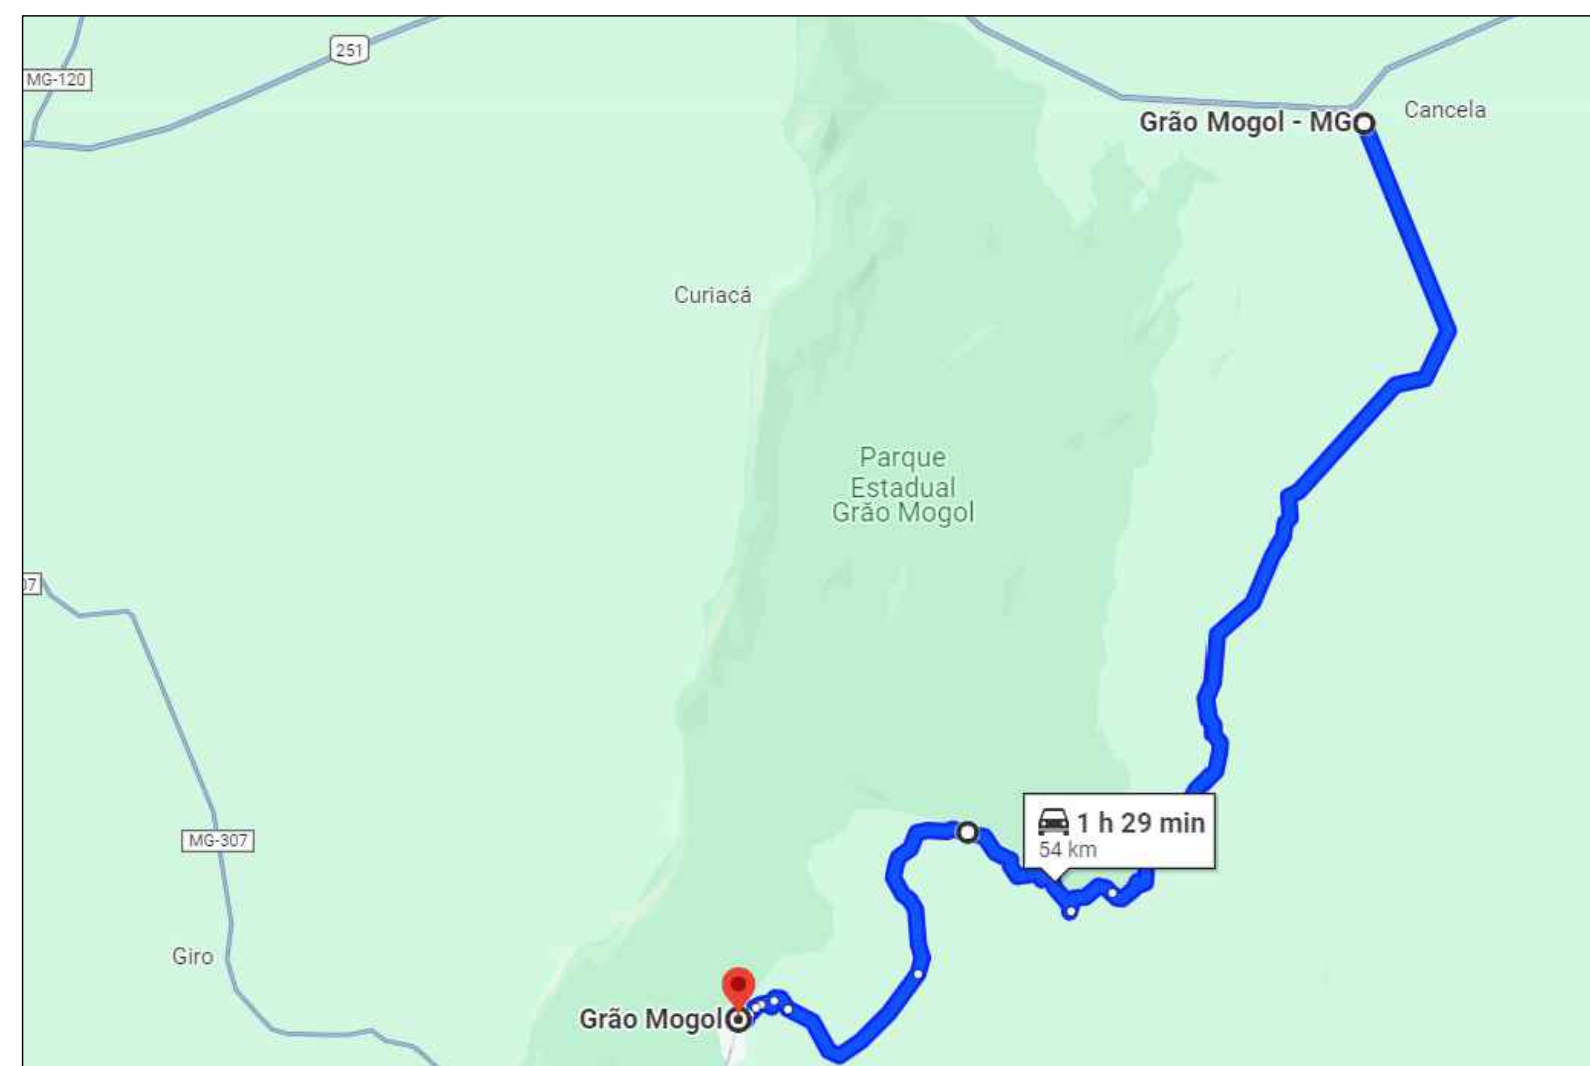 251
MG-120
Cancela
Grão Mogol - MG
Curiacá
Parque
Estadual
Grão Mogol
07
1 h 29 min
54 km
MG-307
Giro
Grão Mogol